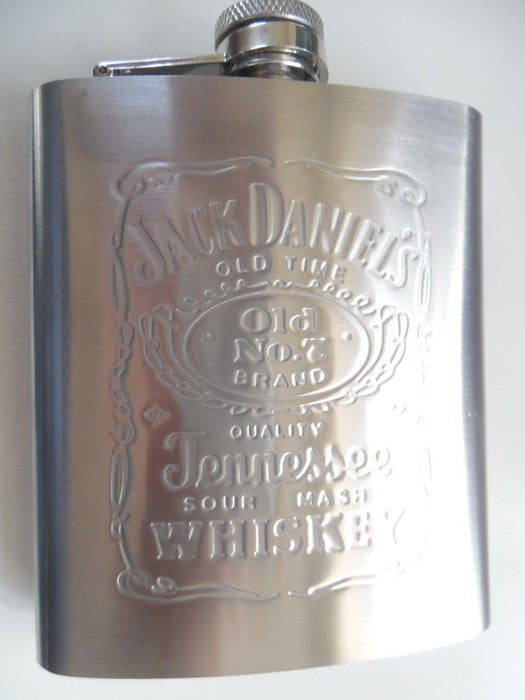 JACK DANIEL'S
OLD TIME
Old
No.7
BRAND
QUALITY
Tennessee
SOUR MASH
WHISKEY